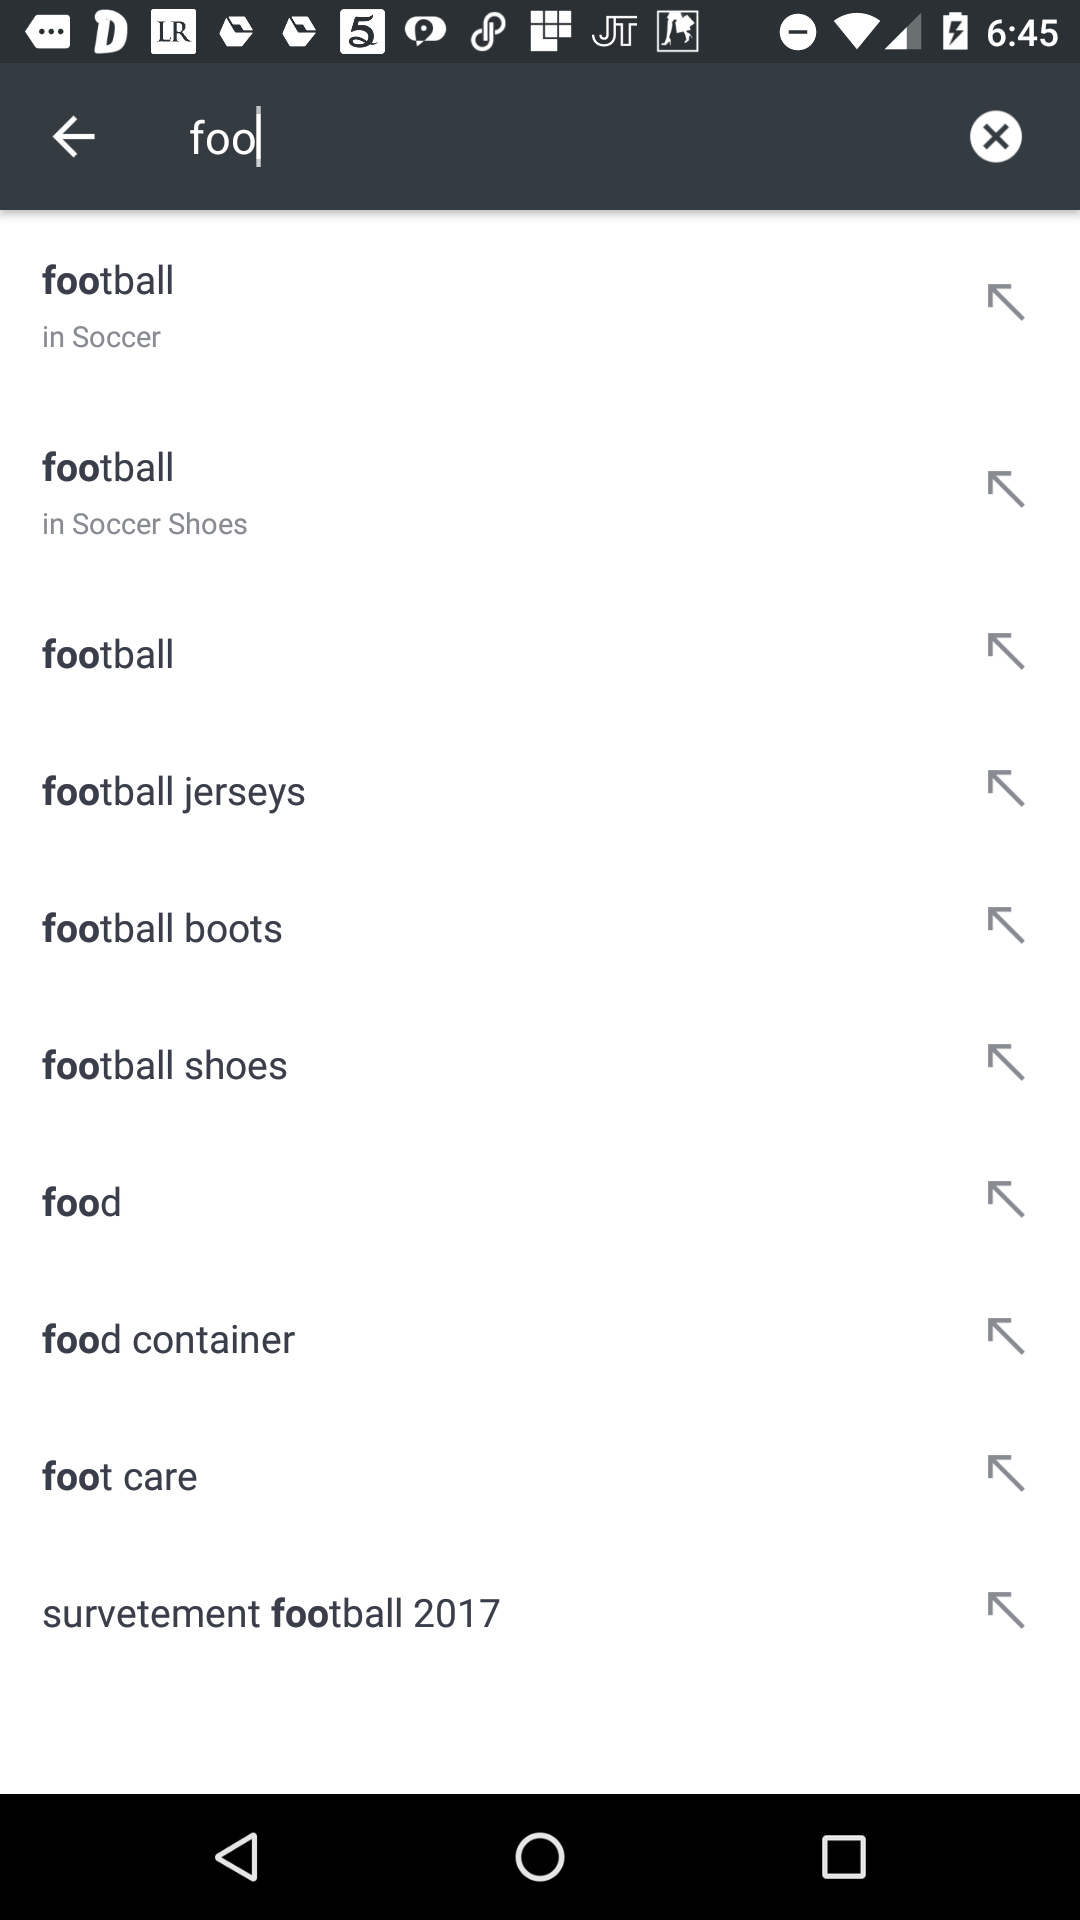 LR 5 JT 6:45
foo
football
in Soccer
football
in Soccer Shoes
football
football jerseys
football boots
football shoes
food
food container
foot care
survetement football 2017